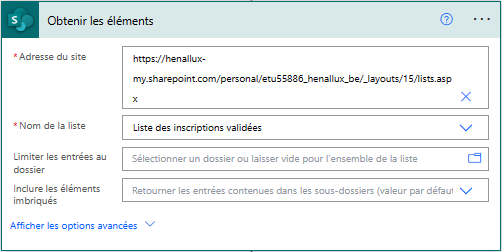 Obtenir les éléments
* Adresse du site
https://henallux-
my.sharepoint.com/personal/etu55886_henallux_be/_layouts/15/lists.asp
x
* Nom de la liste
Liste des inscriptions validées
Limiter les entrées au
dossier
Sélectionner un dossier ou laisser vide pour l'ensemble de la liste
Inclure les éléments
imbriqués
Retourner les entrées contenues dans les sous-dossiers (valeur par défaut
Afficher les options avancées